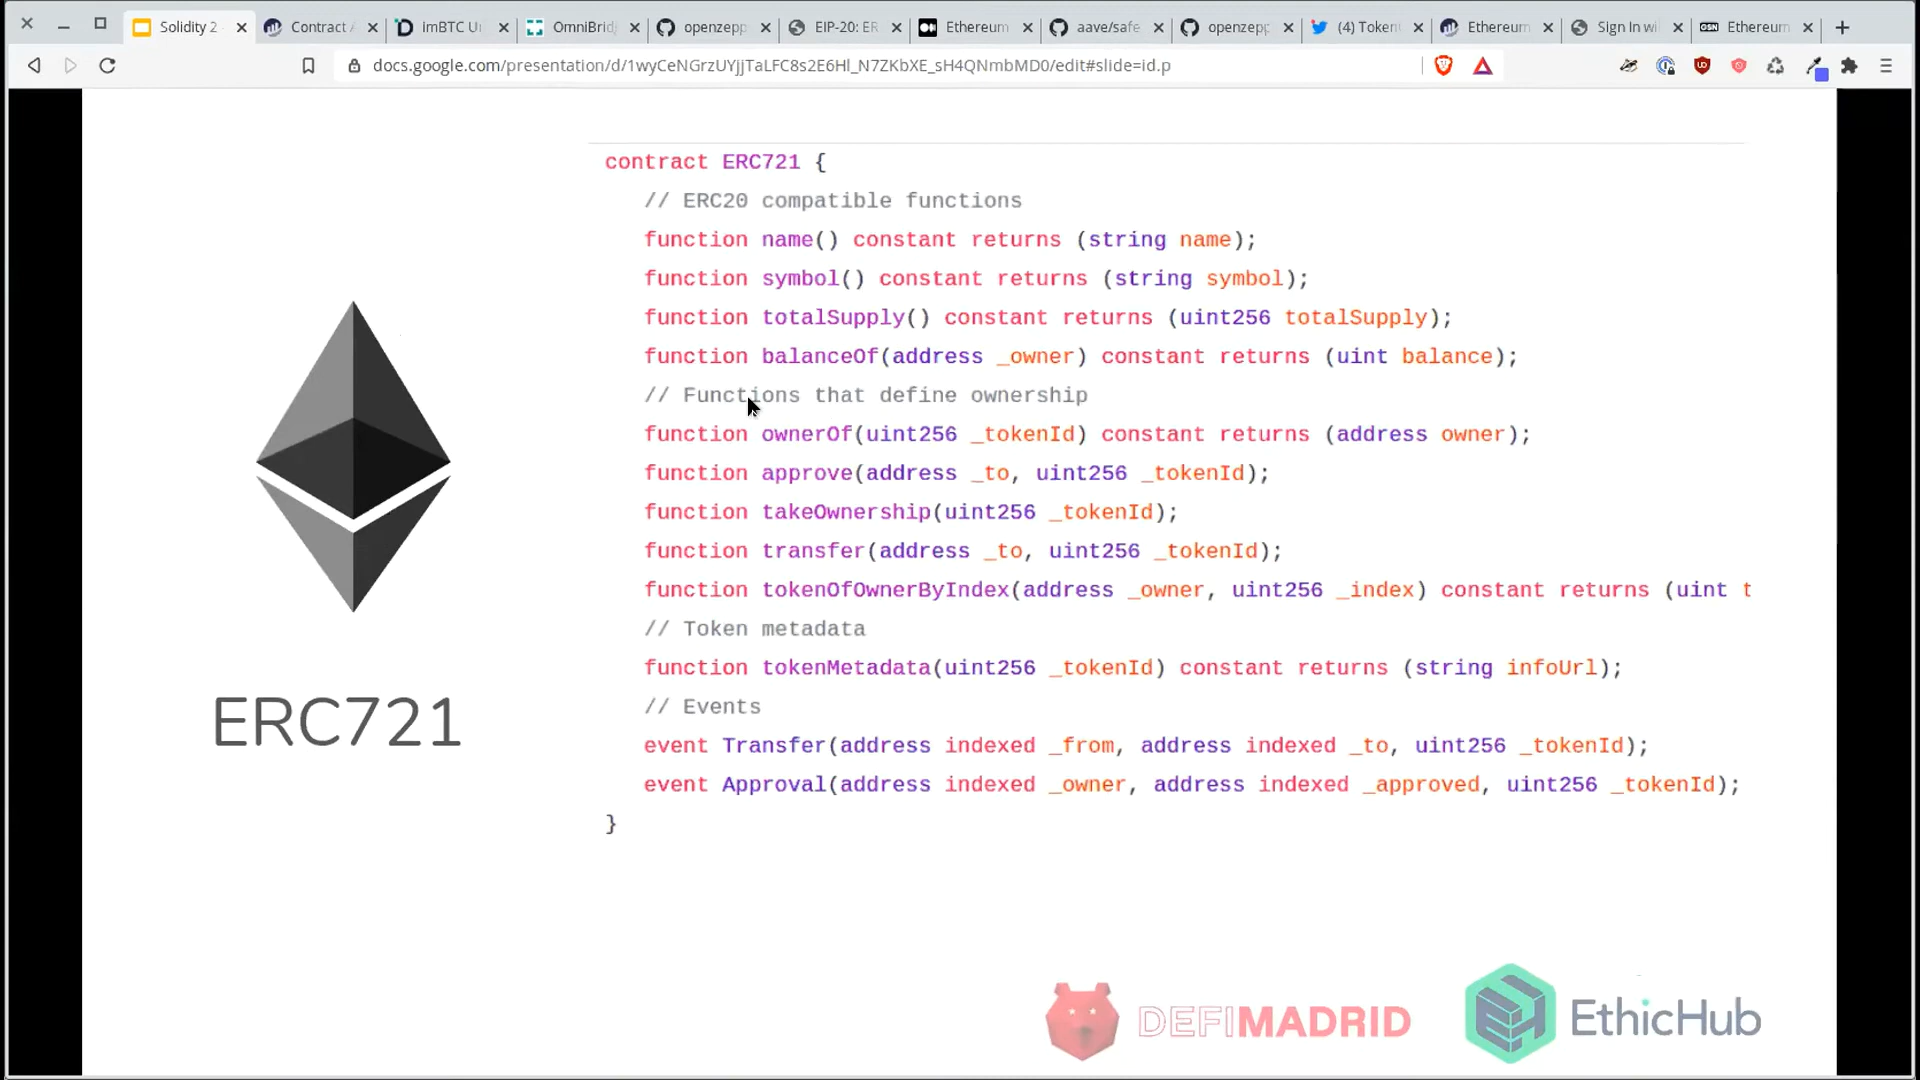 Solidity 2
Contract A
imBTC U
OmniBrid
openzepp
EIP-20: ER
Ethereum
aave/safe
openzepp
(4) Token
Ethereum
Sign In wi
Ethereum
docs.google.com/presentation/d/1wyCeNGrzUYjjTaLFC8s2E6Hl_N7ZKbXE_sH4QNmbMD0/edit#slide=id.p
contract ERC721 {
// ERC20 compatible functions
function name() constant returns (string name);
function symbol() constant returns (string symbol);
function totalSupply() constant returns (uint256 totalSupply);
function balanceOf(address _owner) constant returns (uint balance);
// Functions that define ownership
function ownerOf(uint256 _tokenId) constant returns (address owner);
function approve(address _to, uint256 _tokenId);
function takeOwnership(uint256 _tokenId);
function transfer(address _to, uint256 _tokenId);
function tokenOfOwnerByIndex(address _owner, uint256 _index) constant returns (uint t
// Token metadata
function tokenMetadata(uint256 _tokenId) constant returns (string infoUrl);
// Events
event Transfer(address indexed _from, address indexed _to, uint256 _tokenId);
event Approval(address indexed _owner, address indexed _approved, uint256 _tokenId);
}
ERC721
DEFIMADRID
EthicHub